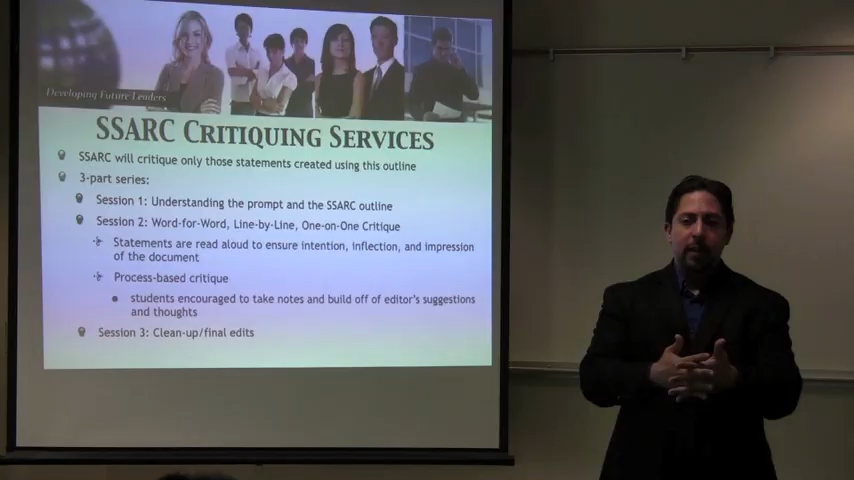 Developing Future Leaders
SSARC Critiquing Services
SSARC will critique only those statements created using this outline
3-part series:
Session 1: Understanding the prompt and the SSARC outline
Session 2: Word-for-Word, Line-by-Line, One-on-One Critique
Statements are read aloud to ensure intention, inflection, and impression
of the document
Process-based critique
students encouraged to take notes and build off of editor's suggestions
and thoughts
Session 3: Clean-up/final edits